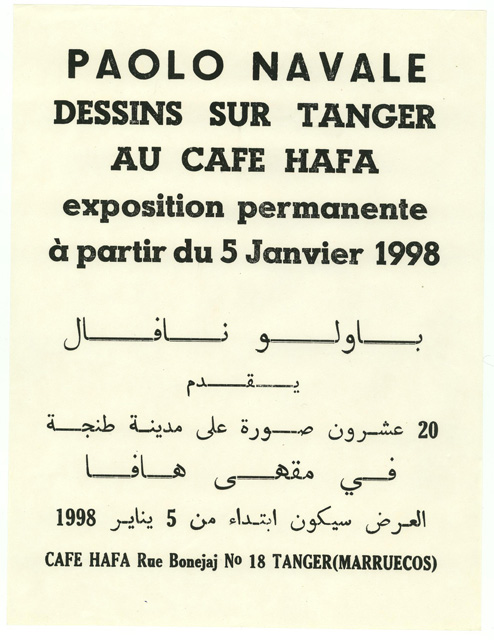 PAOLO NAVALE
DESSINS SUR TANGER
AU CAFE HAFA
exposition permanente
à partir du 5 Janvier 1998
باولو نافال
يقدم
20 عشرون صورة على مدينة طنجة
في مقهى هافا
العرض سيكون ابتداء من 5 يناير 1998
CAFE HAFA Rue Bonejaj No 18 TANGER(MARRUECOS)